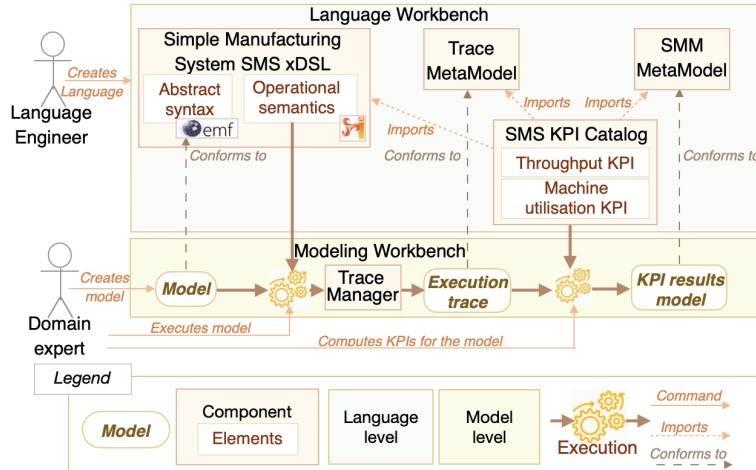 Language Workbench
Simple Manufacturing
System SMS xDSL
Abstract
syntax
emf
Operational
semantics
Trace
MetaModel
SMM
MetaModel
Creates
Language
Language
Engineer
Imports
Imports
Imports
SMS KPI Catalog
Throughput KPI
Machine
utilisation KPI
Conforms to
Conforms to
Conforms to
Modeling Workbench
Creates
model
Model
Trace
Manager
Execution
trace
KPI results
model
Domain
expert
Executes model
Computes KPIs for the model
Legend
Model
Component
Elements
Language
level
Model
level
Execution
Command
Imports
Conforms to